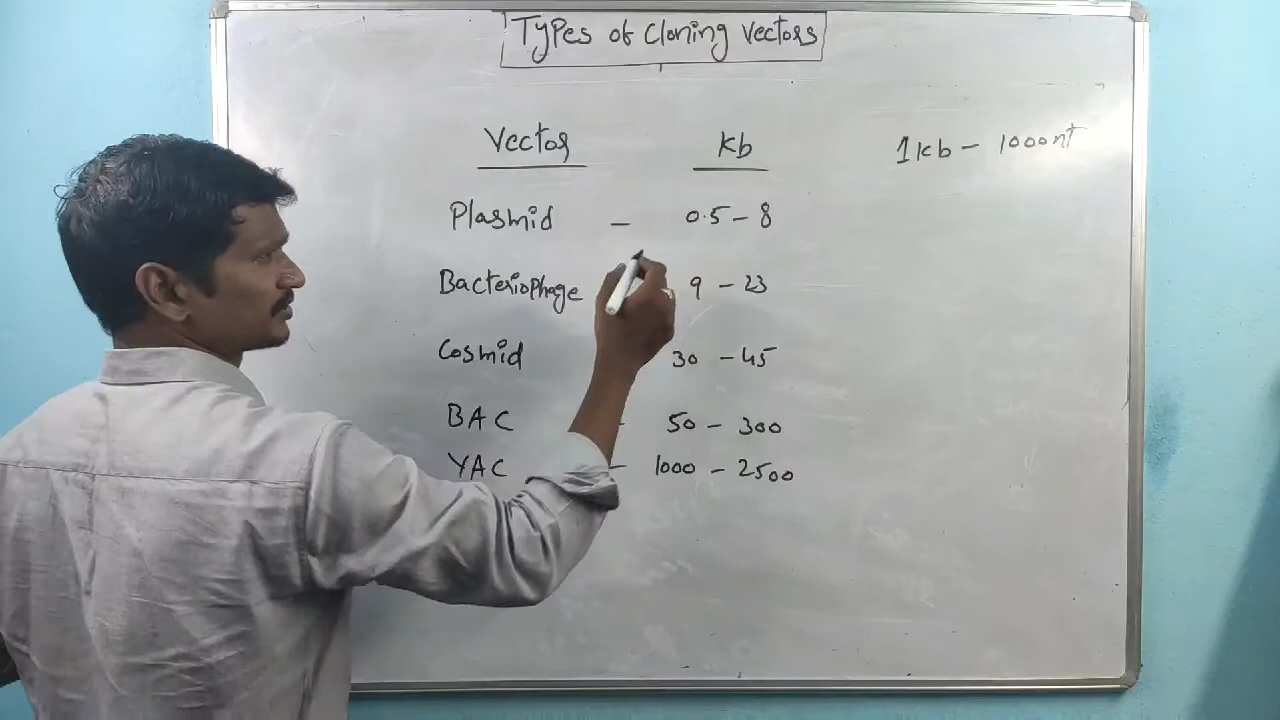 Types of Cloning Vectors
Vector kb
1kb - 1000nt
Plasmid - 0.5 - 8
Bacteriophage 9 - 23
Cosmid 30 - 45
BAC - 50 - 300
YAC - 1000 - 2500